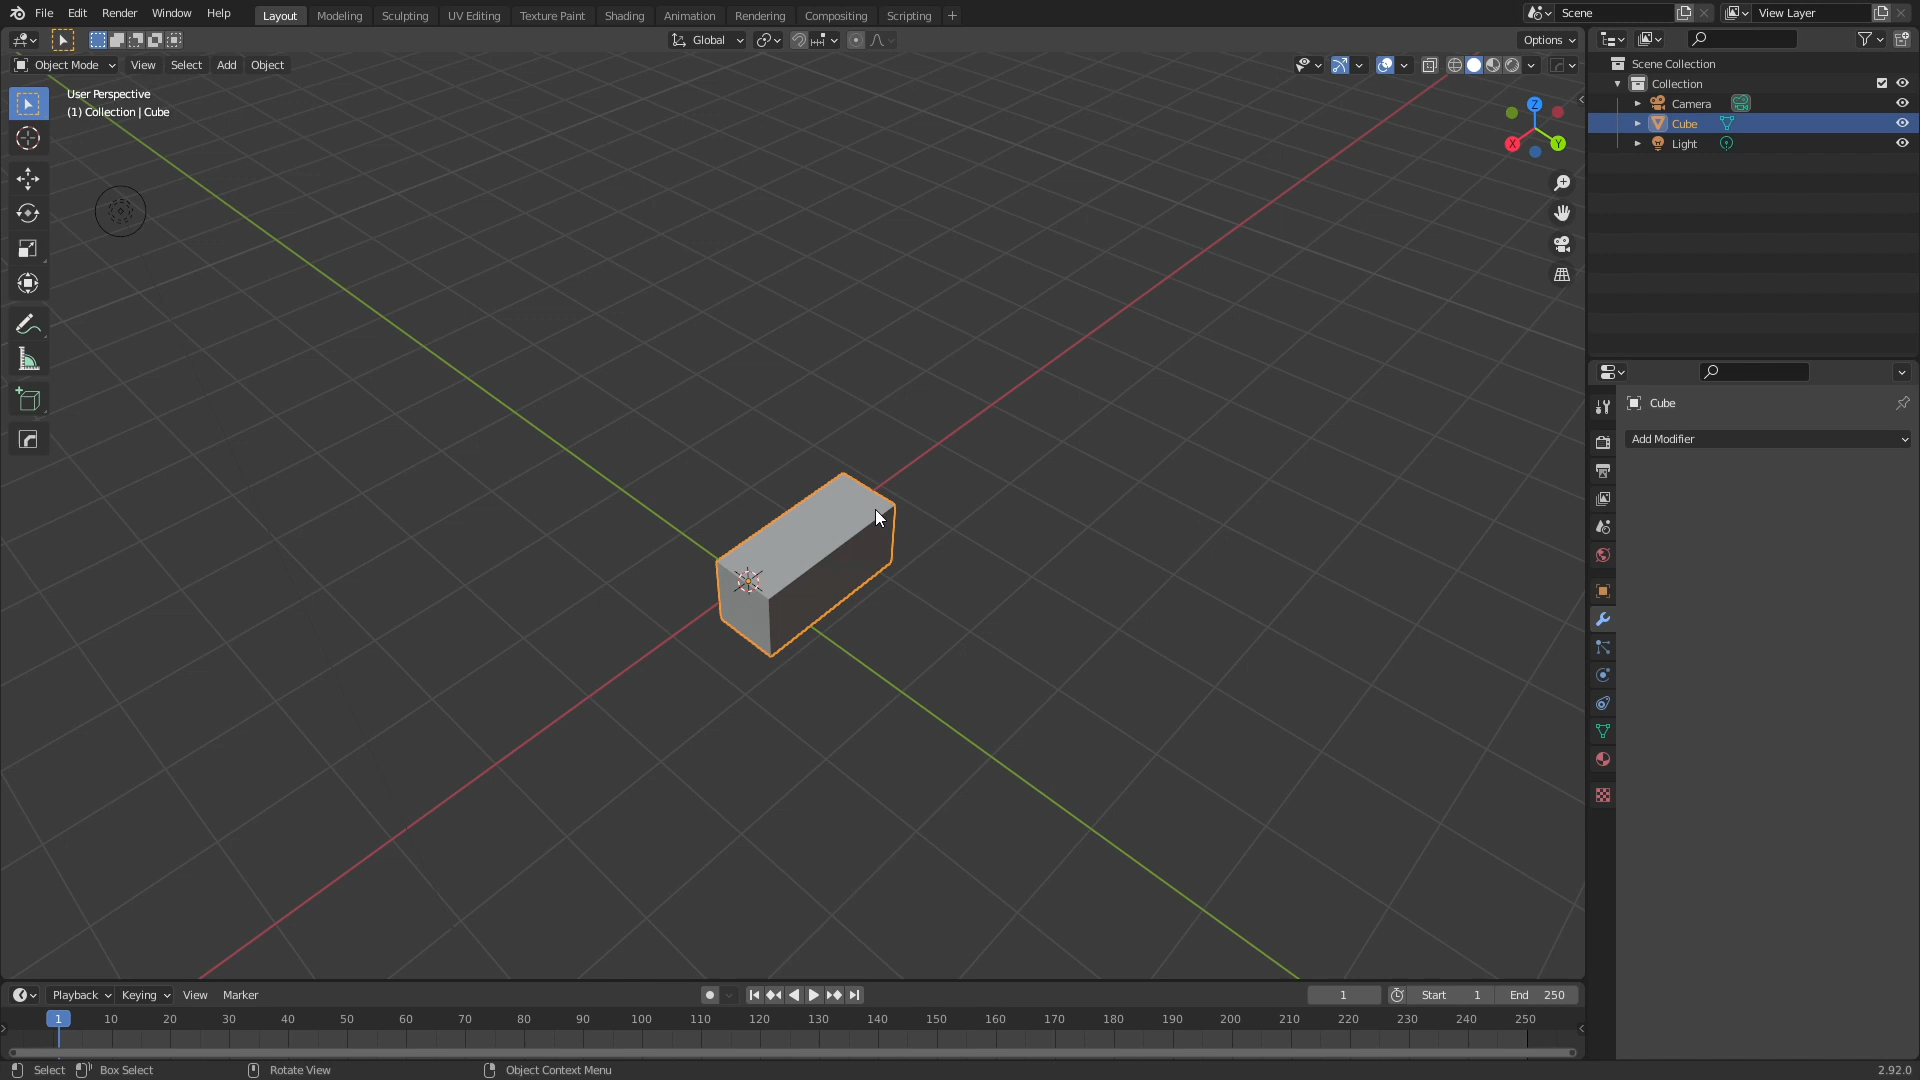 File Edit Render Window Help Layout Modeling Sculpting UV Editing Texture Paint Shading Animation Rendering Compositing Scripting + Scene View Layer
Global Options
Object Mode View Select Add Object
User Perspective
(1) Collection | Cube
Z
X
Y
Scene Collection
Collection
Camera
Cube
Light
Cube
Add Modifier
Playback Keying View Marker 1 Start 1 End 250
1 10 20 30 40 50 60 70 80 90 100 110 120 130 140 150 160 170 180 190 200 210 220 230 240 250
Select Box Select Rotate View Object Context Menu 2.92.0